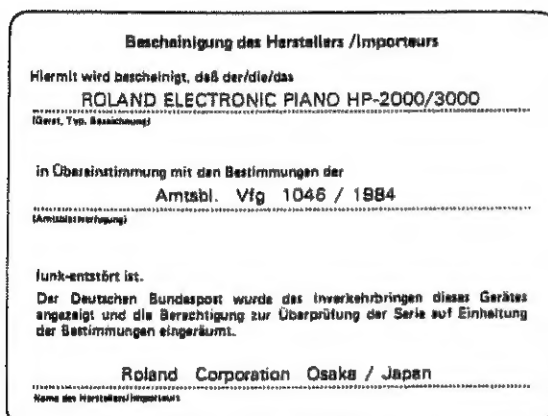 Bescheinigung des Herstellers /Importeurs
Hiermit wird bescheinigt, daß der/die/das
ROLAND ELECTRONIC PIANO HP-2000/3000
(Gerät, Typ, Bezeichnung)
in Übereinstimmung mit den Bestimmungen der
Amtsbl. Vfg 1046 / 1984
(Amtsblattverfügung)
funk-entstört ist.
Der Deutschen Bundespost wurde das Inverkehrbringen dieses Gerätes
angezeigt und die Berechtigung zur Überprüfung der Serie auf Einhaltung
der Bestimmungen eingeräumt.
Roland Corporation Osaka / Japan
Name des Herstellers/Importeurs